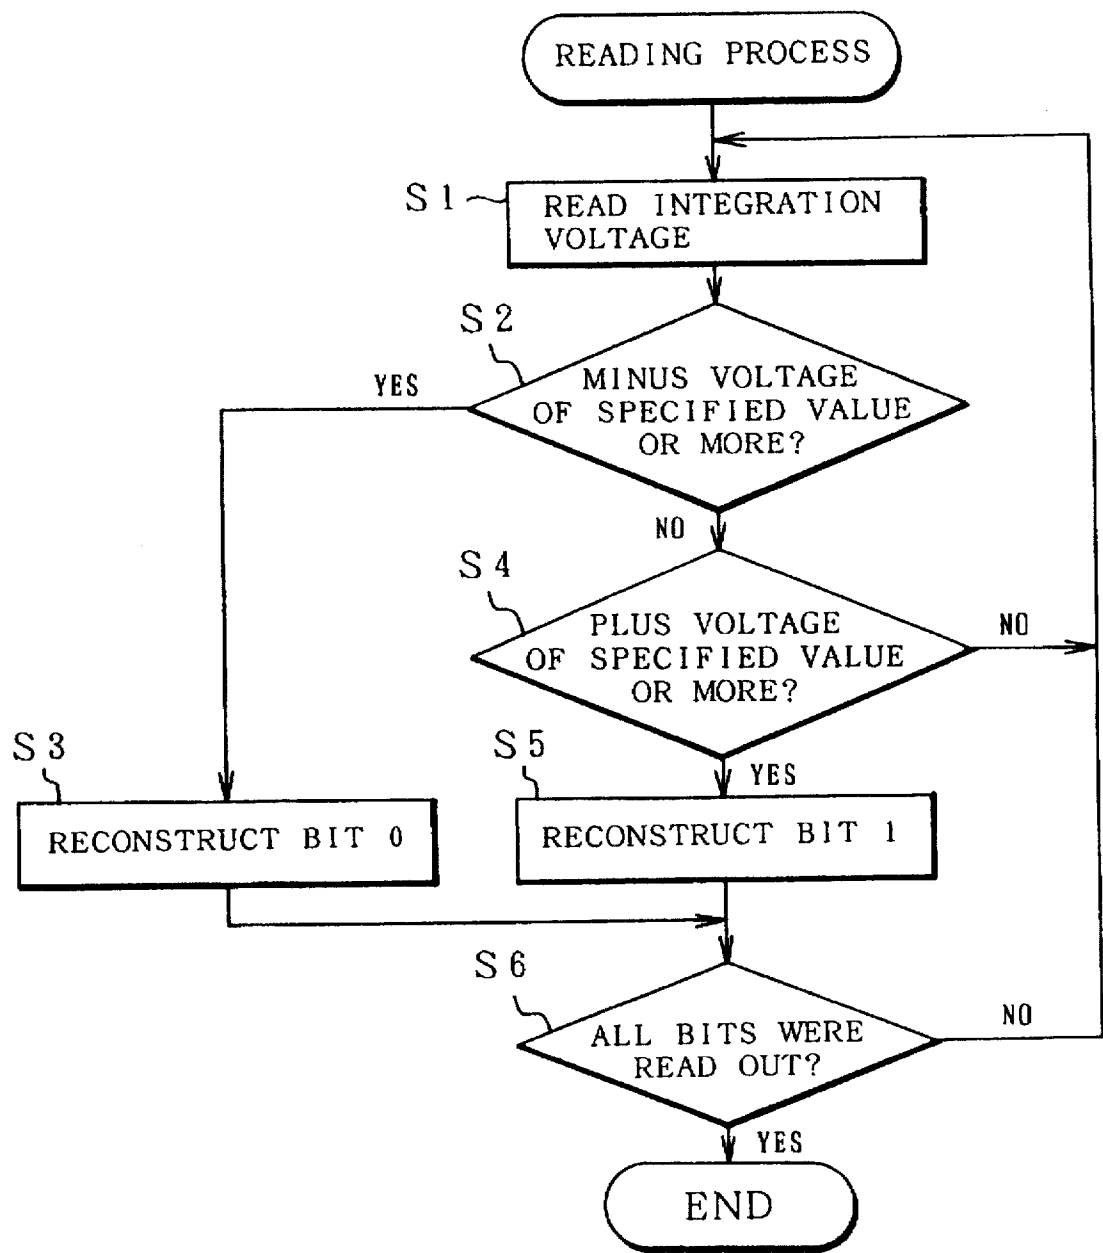 READING PROCESS
S1
READ INTEGRATION
VOLTAGE
S2
YES
MINUS VOLTAGE
OF SPECIFIED VALUE
OR MORE?
NO
S4
PLUS VOLTAGE
OF SPECIFIED VALUE
OR MORE?
NO
S3
S5
YES
RECONSTRUCT BIT 0
RECONSTRUCT BIT 1
S6
ALL BITS WERE
READ OUT?
NO
YES
END